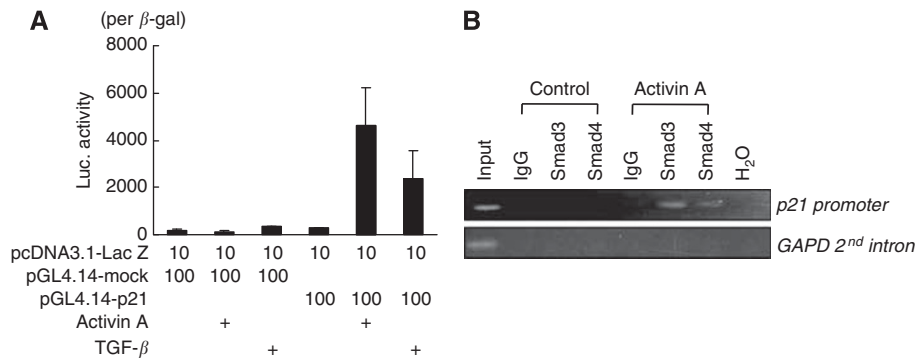 A
(per β-gal)
8000
6000
4000
2000
0
Luc. activity
pcDNA3.1-Lac Z 10 10 10 10 10 10
pGL4.14-mock 100 100 100
pGL4.14-p21 100 100 100
Activin A + +
TGF-β + +
B
Control Activin A
Input IgG Smad3 Smad4 IgG Smad3 Smad4 H2O
p21 promoter
GAPD 2nd intron